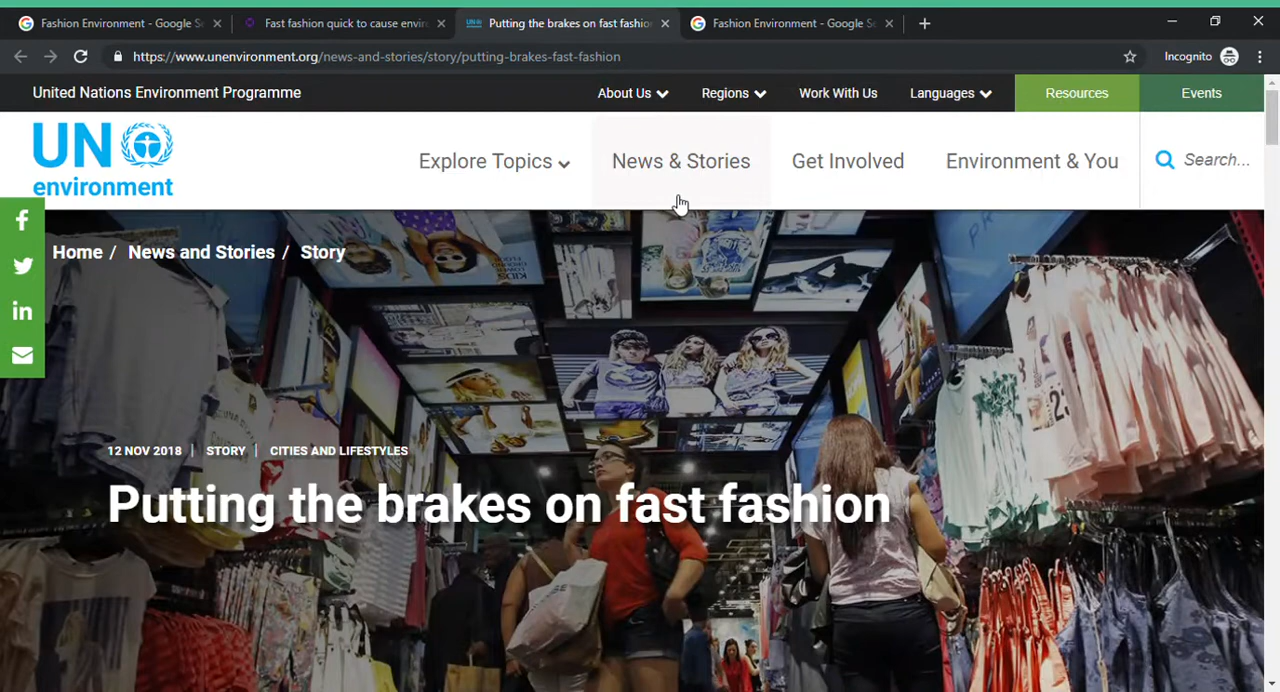 Fashion Environment - Google Se
Fast fashion quick to cause enviro
Putting the brakes on fast fashio
Fashion Environment - Google Se
https://www.unenvironment.org/news-and-stories/story/putting-brakes-fast-fashion
Incognito
United Nations Environment Programme
About Us
Regions
Work With Us
Languages
Resources
Events
UN
environment
Explore Topics
News & Stories
Get Involved
Environment & You
Search...
Home / News and Stories / Story
12 NOV 2018 | STORY | CITIES AND LIFESTYLES
Putting the brakes on fast fashion